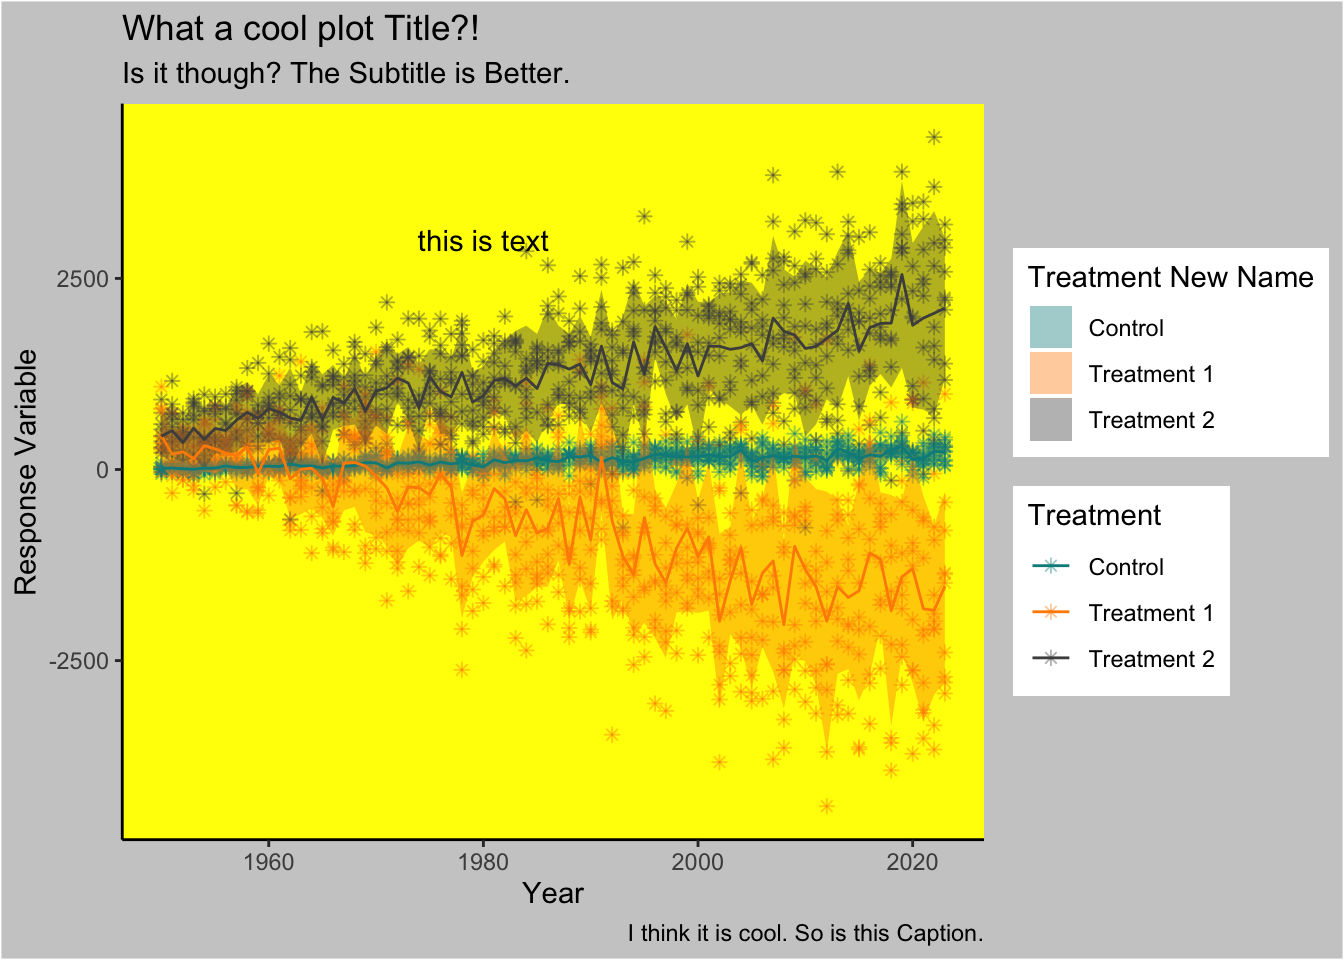 What a cool plot Title?!
Is it though? The Subtitle is Better.
this is text
2500
0
-2500
Response Variable
1960
1980
2000
2020
Year
I think it is cool. So is this Caption.
Treatment New Name
Control
Treatment 1
Treatment 2
Treatment
Control
Treatment 1
Treatment 2